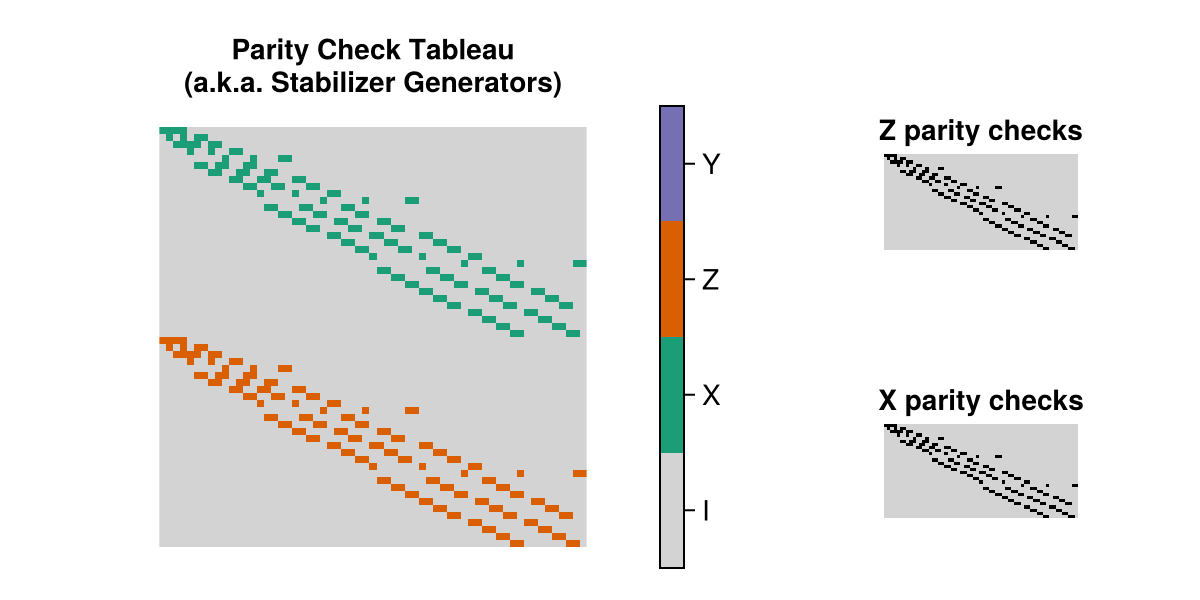 Parity Check Tableau
(a.k.a. Stabilizer Generators)
Y
Z
X
I
Z parity checks
X parity checks